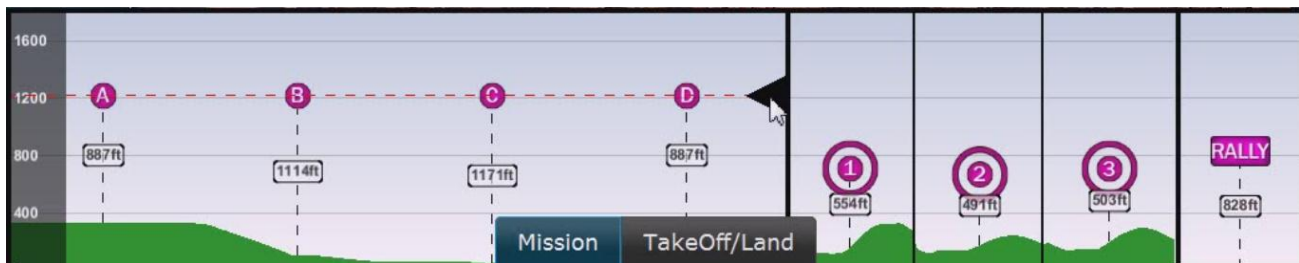 1600
1200
800
400
A B C D
887ft 1114ft 1171ft 887ft
1 2 3 RALLY
554ft 491ft 503ft 828ft
Mission TakeOff/Land